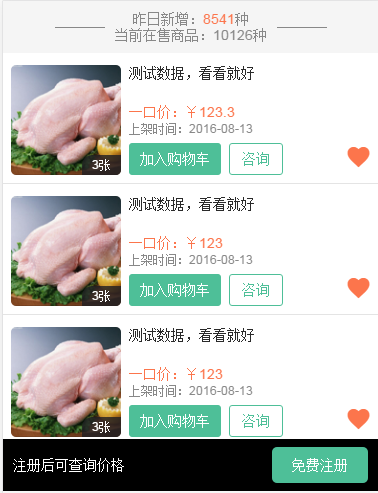 昨日新增：8541种
当前在售商品：10126种
测试数据，看看就好
一口价：￥123.3
上架时间：2016-08-13
3张
加入购物车 咨询
测试数据，看看就好
一口价：￥123
上架时间：2016-08-13
3张
加入购物车 咨询
测试数据，看看就好
一口价：￥123
上架时间：2016-08-13
3张
加入购物车 咨询
注册后可查询价格 免费注册